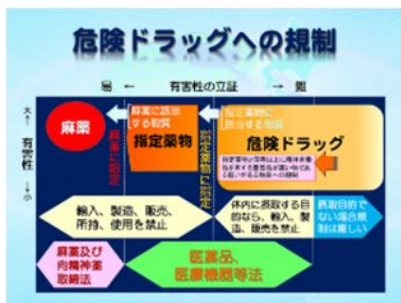 危険ドラッグへの規制
易 ← 有害性の立証 → 難
大
有害性
小
麻薬
麻薬に該当
する物質
指定薬物
指定薬物に
該当する物質
危険ドラッグ
麻薬に指定
指定薬物に指定
輸入、製造、販売、
所持、使用を禁止
体内に摂取する目
的なら、輸入、製
造、販売を禁止
摂取目的で
ない場合規
制は難しい
麻薬及び
向精神薬
取締法
医薬品、
医療機器等法